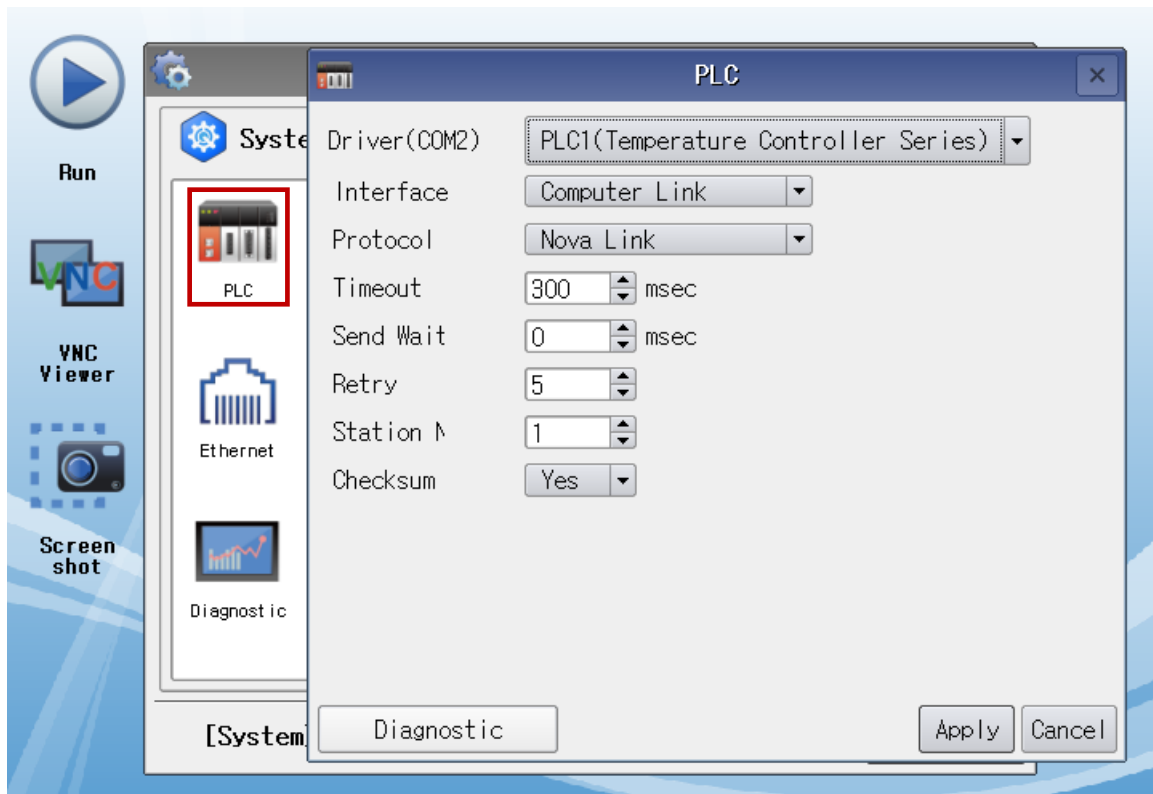 Run
VNC
VNC
Viewer
Screen
shot
Syste
PLC
Ethernet
Diagnostic
[System]
PLC
Driver(COM2) PLC1(Temperature Controller Series)
Interface Computer Link
Protocol Nova Link
Timeout 300 msec
Send Wait 0 msec
Retry 5
Station N 1
Checksum Yes
Diagnostic Apply Cancel